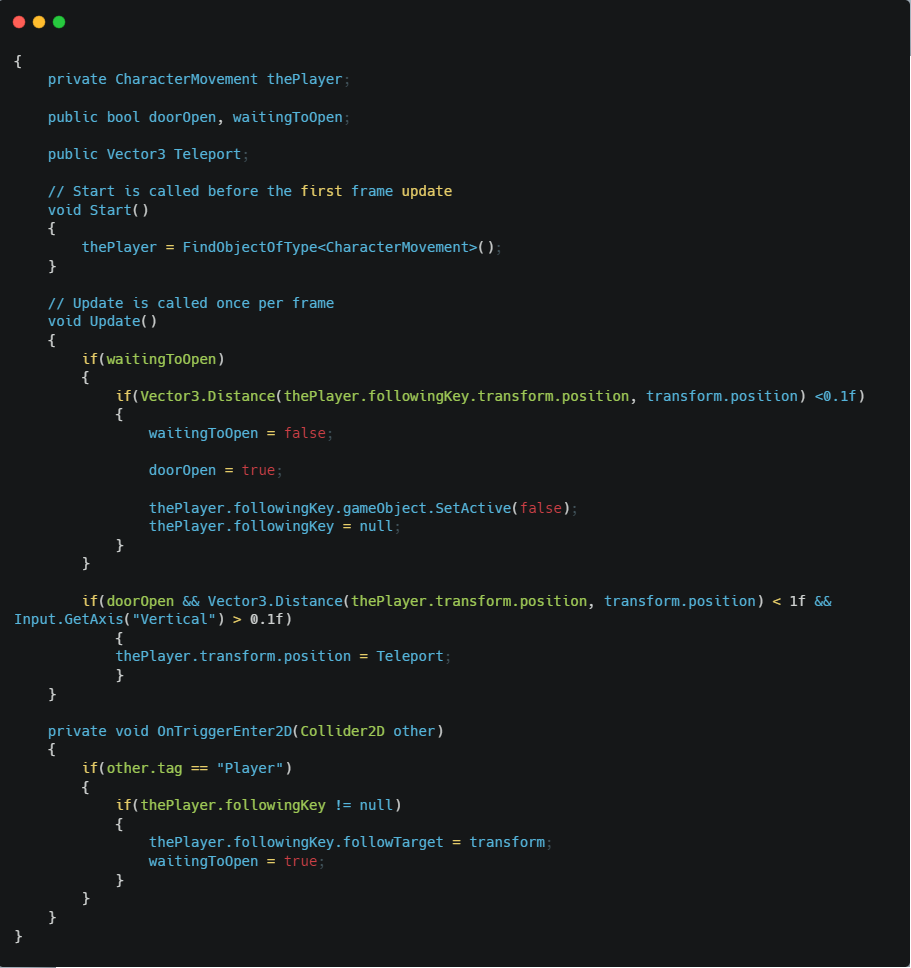 {
    private CharacterMovement thePlayer;

    public bool doorOpen, waitingToOpen;

    public Vector3 Teleport;

    // Start is called before the first frame update
    void Start()
    {
        thePlayer = FindObjectOfType<CharacterMovement>();
    }

    // Update is called once per frame
    void Update()
    {
        if(waitingToOpen)
        {
            if(Vector3.Distance(thePlayer.followingKey.transform.position, transform.position) <0.1f)
            {
                waitingToOpen = false;

                doorOpen = true;

                thePlayer.followingKey.gameObject.SetActive(false);
                thePlayer.followingKey = null;
            }
        }

        if(doorOpen && Vector3.Distance(thePlayer.transform.position, transform.position) < 1f &&
Input.GetAxis("Vertical") > 0.1f)
            {
            thePlayer.transform.position = Teleport;
            }
    }

    private void OnTriggerEnter2D(Collider2D other)
    {
        if(other.tag == "Player")
        {
            if(thePlayer.followingKey != null)
            {
                thePlayer.followingKey.followTarget = transform;
                waitingToOpen = true;
            }
        }
    }
}